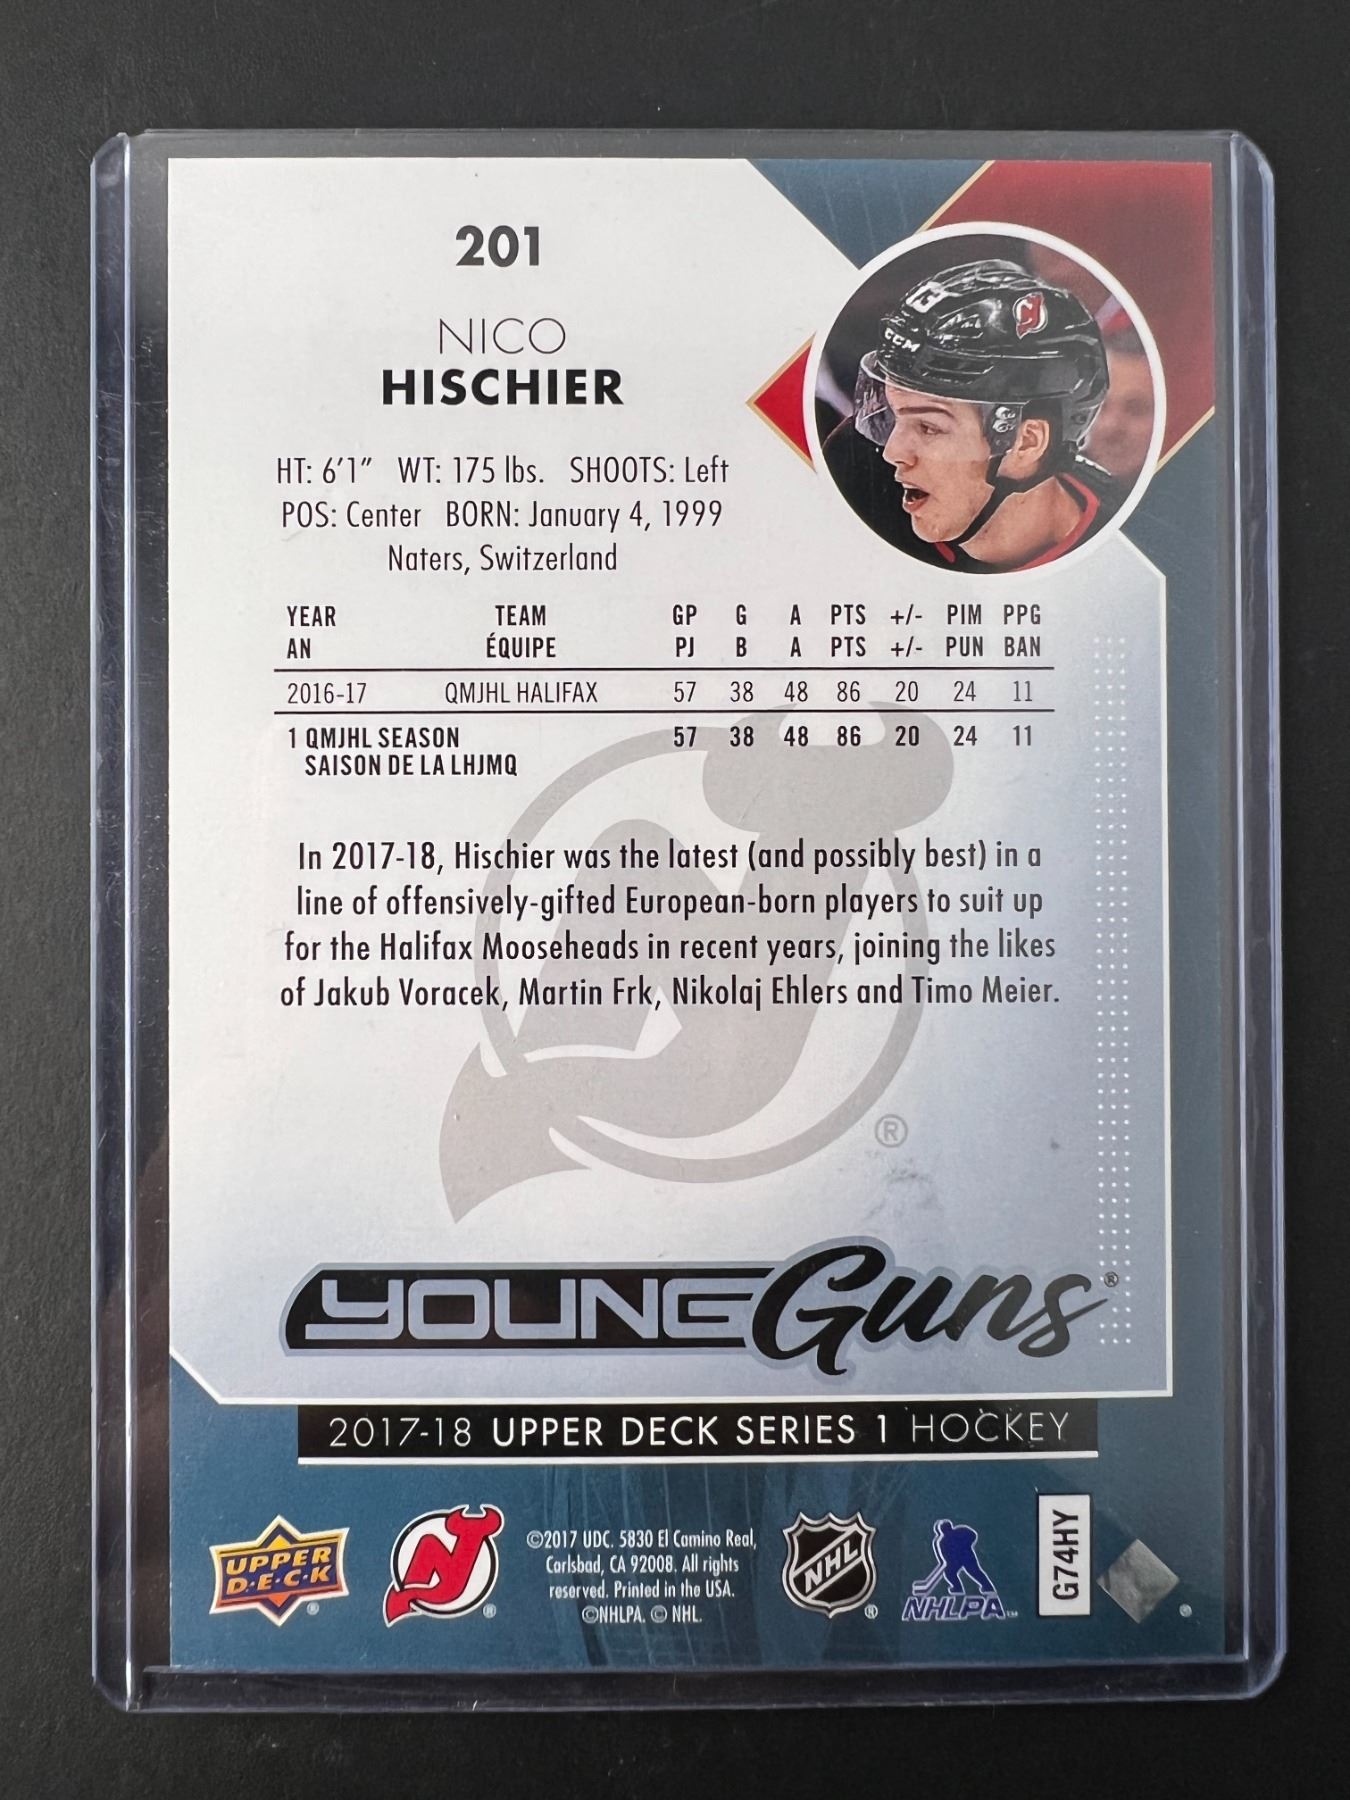 201
NICO
HISCHIER
13
CCM
HT: 6'1" WT: 175 lbs. SHOOTS: Left
POS: Center BORN: January 4, 1999
Naters, Switzerland
YEAR TEAM GP G A PTS +/- PIM PPG
AN ÉQUIPE PJ B A PTS +/- PUN BAN
2016-17 QMJHL HALIFAX 57 38 48 86 20 24 11
1 QMJHL SEASON 57 38 48 86 20 24 11
SAISON DE LA LHJMQ
In 2017-18, Hischier was the latest (and possibly best) in a
line of offensively-gifted European-born players to suit up
for the Halifax Mooseheads in recent years, joining the likes
of Jakub Voracek, Martin Frk, Nikolaj Ehlers and Timo Meier.
®
YOUNG Guns®
2017-18 UPPER DECK SERIES 1 HOCKEY
UPPER
D·E·C·K
®
®
©2017 UDC. 5830 El Camino Real,
Carlsbad, CA 92008. All rights
reserved. Printed in the USA.
©NHLPA. © NHL.
NHL
®
NHLPA™
G74HY
®